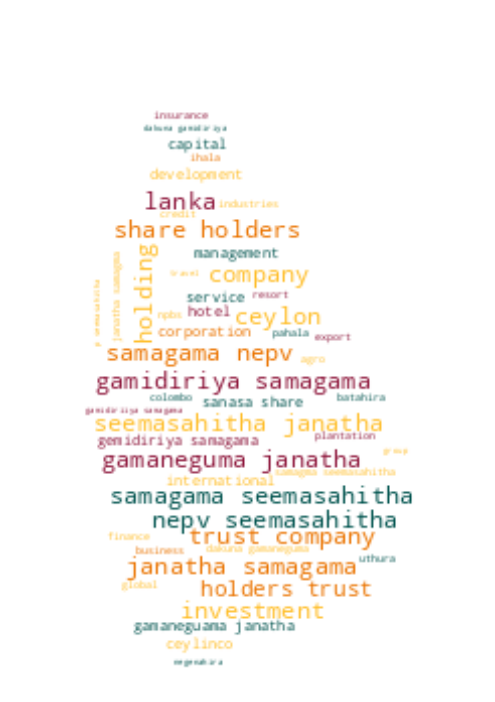 insurance
dakuna gamidiriya
capital
ihala
development
lanka
industries
credit
share holders
management
holding
janatha samagama
travel
company
service
resort
hotel
ceylon
corporation
pahala
export
samagama nepv
agro
gamidiriya samagama
colombo
batahira
sanasa share
gamidiriya samagama
seemasahitha janatha
gemidiriya samagama
plantation
gamaneguma janatha
group
samagma seemasahitha
international
samagama seemasahitha
nepv seemasahitha
finance
trust company
business
dakuna gamaneguma
uthura
janatha samagama
global
holders trust
investment
gamaneguama janatha
ceylinco
negenahira